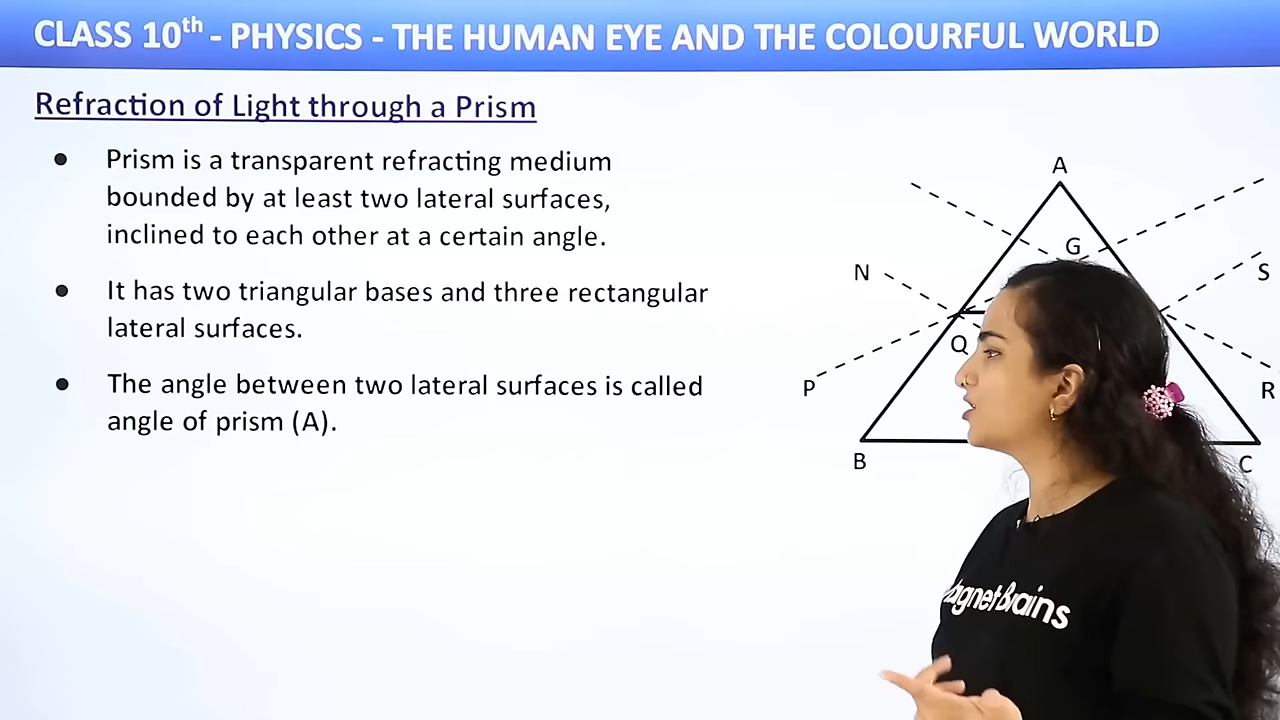 CLASS 10th - PHYSICS - THE HUMAN EYE AND THE COLOURFUL WORLD
Refraction of Light through a Prism
● Prism is a transparent refracting medium
bounded by at least two lateral surfaces,
inclined to each other at a certain angle.
● It has two triangular bases and three rectangular
lateral surfaces.
● The angle between two lateral surfaces is called
angle of prism (A).
A
G
N
S
Q
P
R
B
C